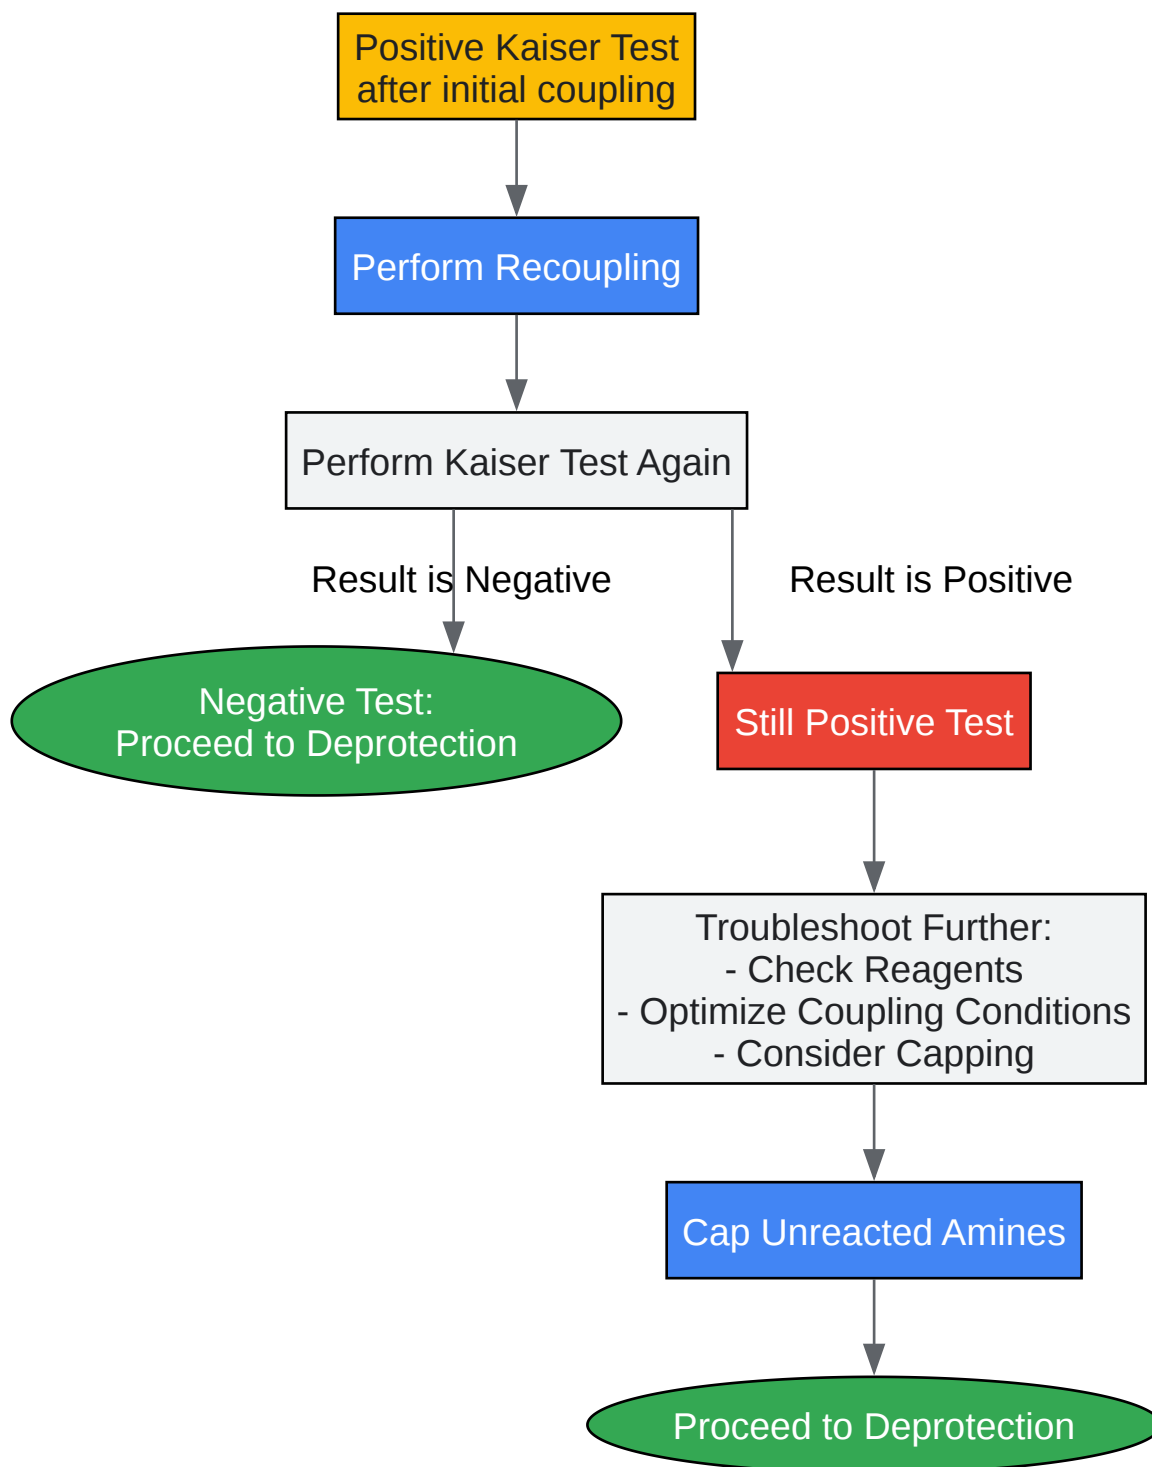 Positive Kaiser Test
after initial coupling
Perform Recoupling
Perform Kaiser Test Again
Result is Negative
Result is Positive
Negative Test:
Proceed to Deprotection
Still Positive Test
Troubleshoot Further:
- Check Reagents
- Optimize Coupling Conditions
- Consider Capping
Cap Unreacted Amines
Proceed to Deprotection